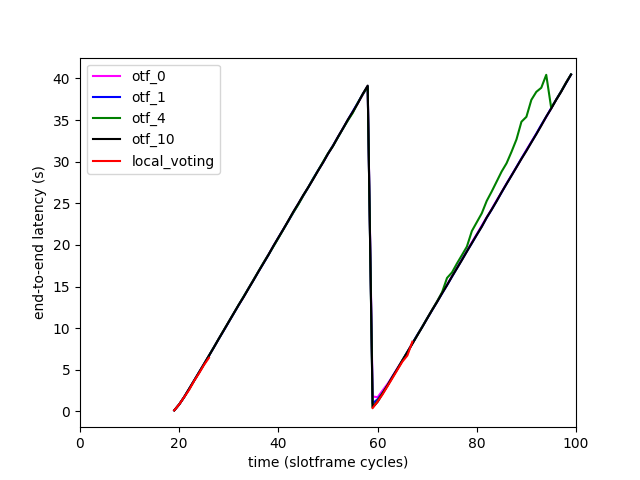 otf_0
otf_1
otf_4
otf_10
local_voting
end-to-end latency (s)
40
35
30
25
20
15
10
5
0
0 20 40 60 80 100
time (slotframe cycles)